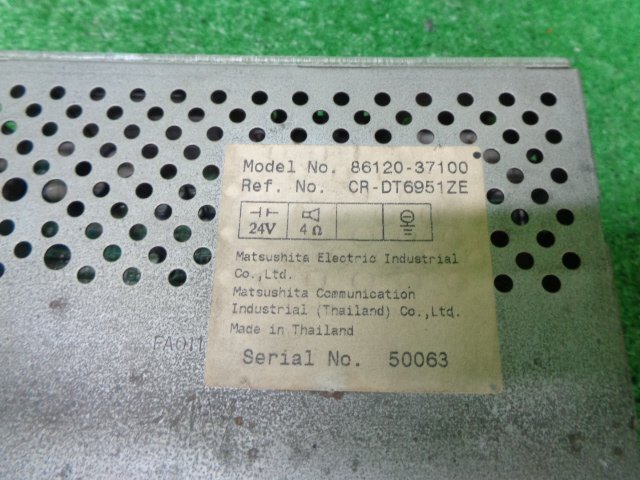 Model No. 86120-37100
Ref. No. CR-DT6951ZE
24V 4Ω
Matsushita Electric Industrial
Co.,Ltd.
Matsushita Communication
Industrial (Thailand) Co.,Ltd.
Made in Thailand
FA011
Serial No. 50063